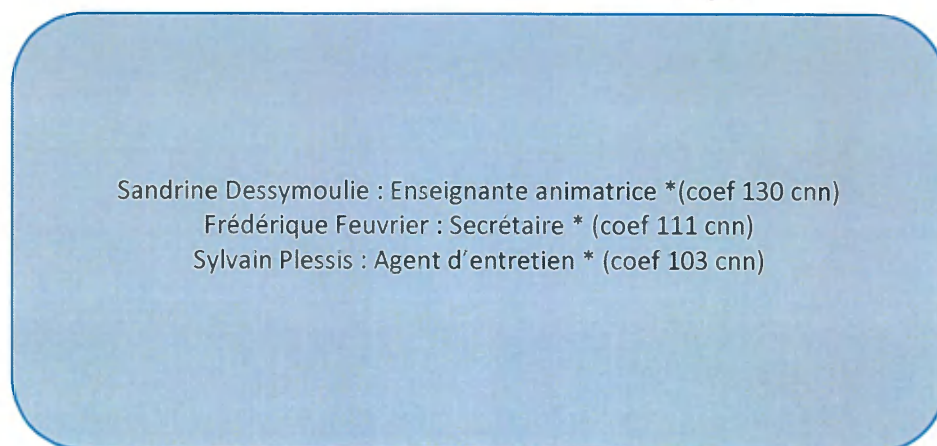 Sandrine Dessymoulie : Enseignante animatrice *(coef 130 cnn)
Frédérique Feuvrier : Secrétaire * (coef 111 cnn)
Sylvain Plessis : Agent d'entretien * (coef 103 cnn)